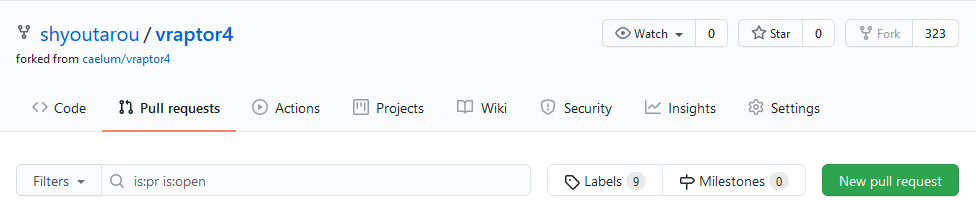 shyoutarou / vraptor4 Watch 0 Star 0 Fork 323
forked from caelum/vraptor4
Code Pull requests Actions Projects Wiki Security Insights Settings
Filters is:pr is:open Labels 9 Milestones 0 New pull request